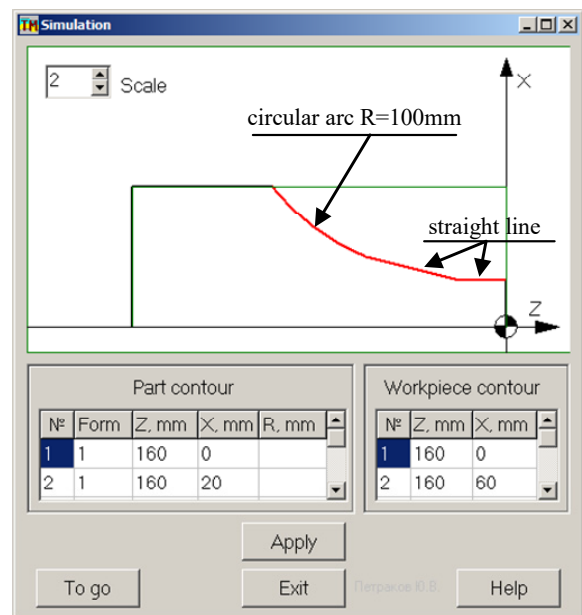 IM Simulation
2 Scale
X
circular arc R=100mm
straight line
Z
Part contour
№ Form Z, mm X, mm R, mm
1 1 160 0
2 1 160 20
Workpiece contour
№ Z, mm X, mm
1 160 0
2 160 60
Apply
To go Exit Петраков Ю.В. Help